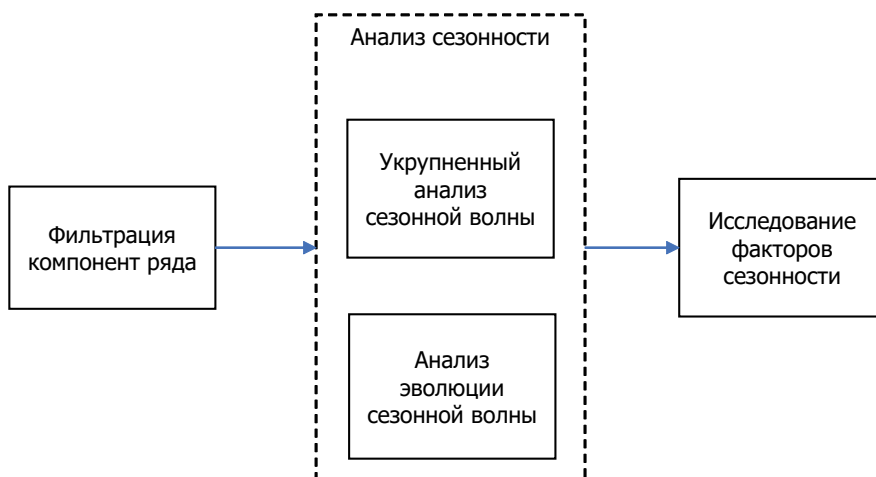 Анализ сезонности
Укрупненный
анализ
сезонной волны
Фильтрация
компонент ряда
Исследование
факторов
сезонности
Анализ
эволюции
сезонной волны